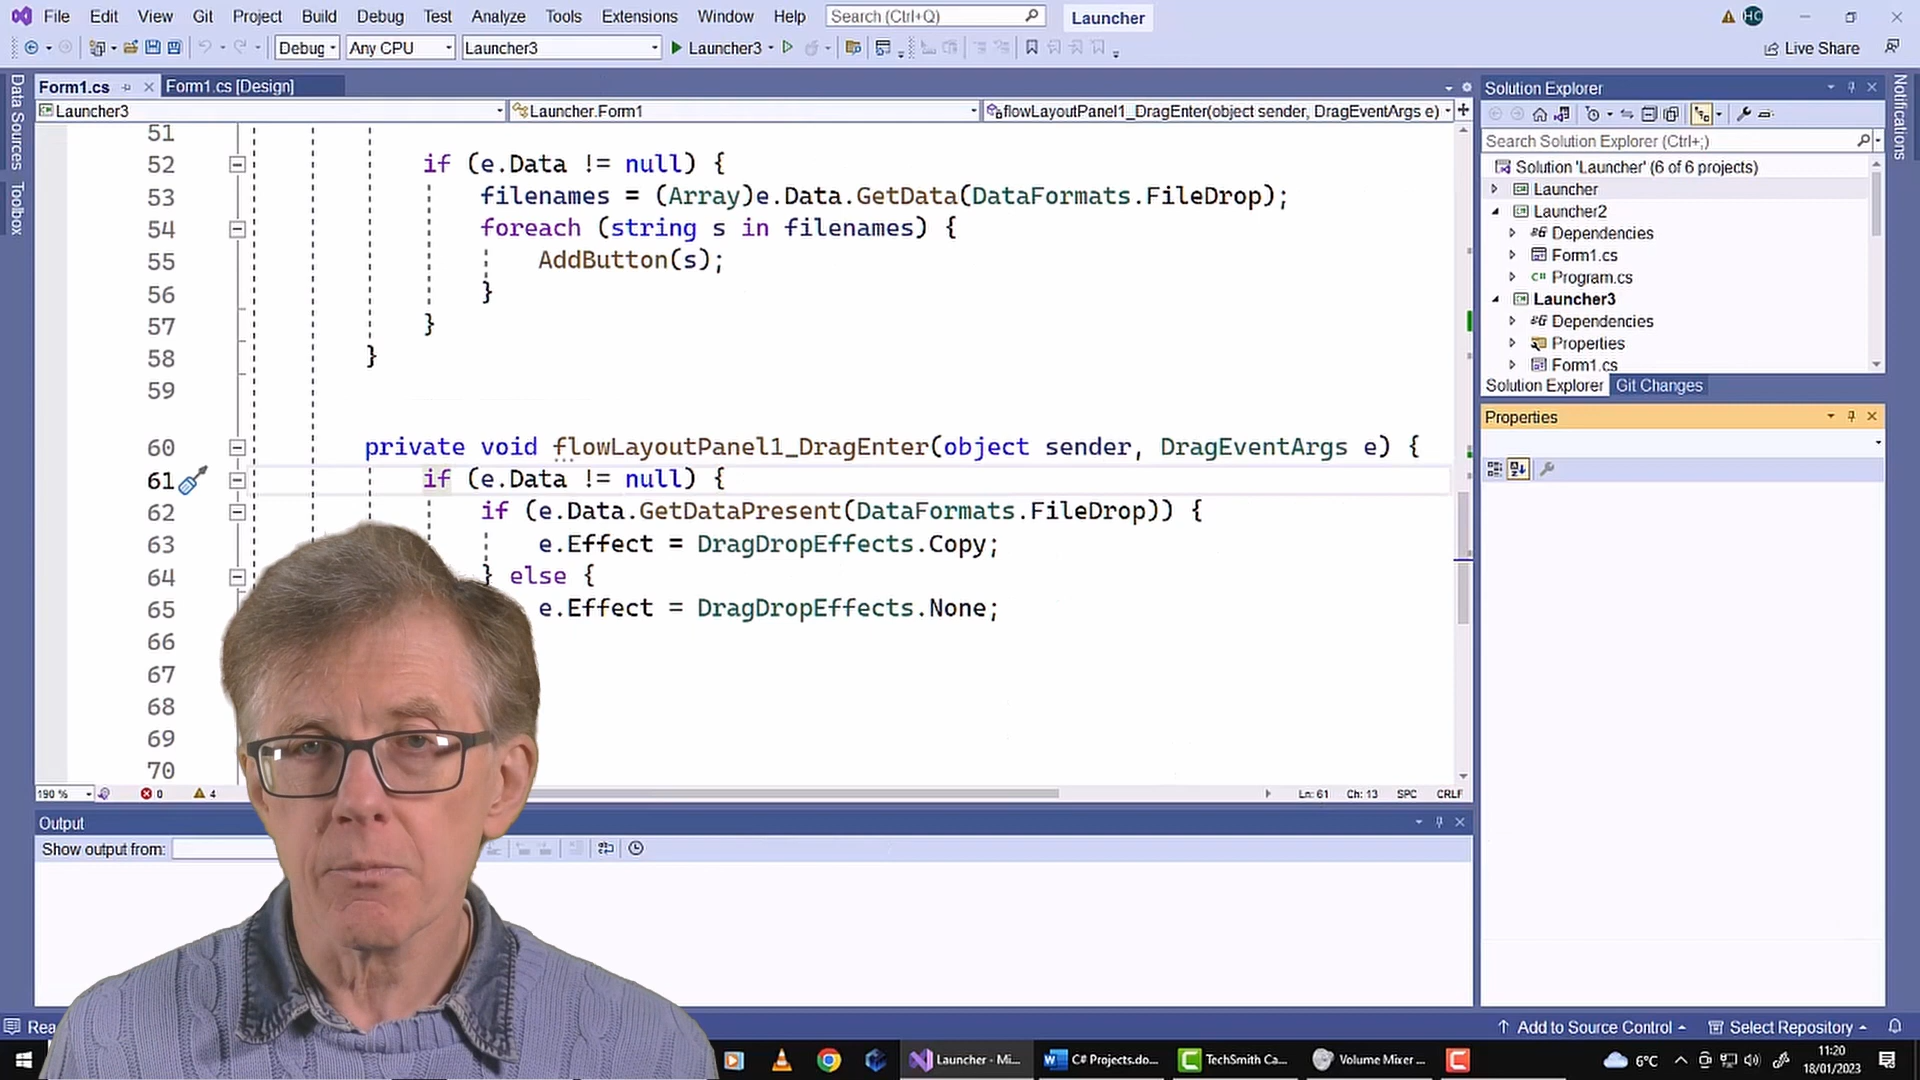 File Edit View Git Project Build Debug Test Analyze Tools Extensions Window Help Search (Ctrl+Q) Launcher HC
Debug Any CPU Launcher3 Launcher3 Live Share
Data Sources
Toolbox
Form1.cs Form1.cs [Design]
Launcher3 Launcher.Form1 flowLayoutPanel1_DragEnter(object sender, DragEventArgs e)
51
52 if (e.Data != null) {
53 filenames = (Array)e.Data.GetData(DataFormats.FileDrop);
54 foreach (string s in filenames) {
55 AddButton(s);
56 }
57 }
58 }
59
60 private void flowLayoutPanel1_DragEnter(object sender, DragEventArgs e) {
61 if (e.Data != null) {
62 if (e.Data.GetDataPresent(DataFormats.FileDrop)) {
63 e.Effect = DragDropEffects.Copy;
64 } else {
65 e.Effect = DragDropEffects.None;
66
67
68
69
70
190 % 0 4 Ln: 61 Ch: 13 SPC CRLF
Output
Show output from:
Solution Explorer
Search Solution Explorer (Ctrl+;)
Solution 'Launcher' (6 of 6 projects)
Launcher
Launcher2
Dependencies
Form1.cs
C# Program.cs
Launcher3
Dependencies
Properties
Form1.cs
Solution Explorer Git Changes
Properties
Notifications
Rea Add to Source Control Select Repository
Launcher - Mi... C# Projects.do... TechSmith Ca... Volume Mixer ... 6°C 11:20
18/01/2023